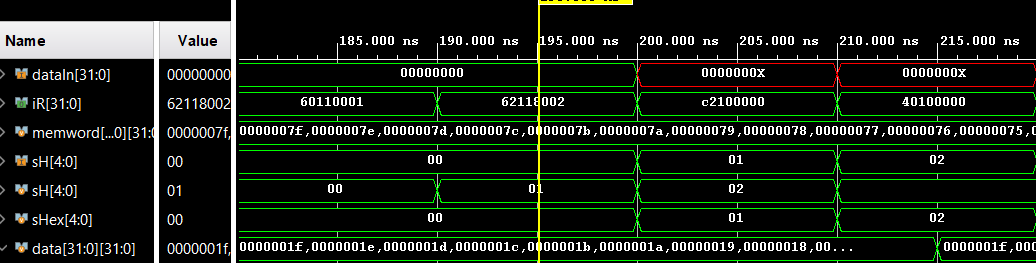 Name Value
185.000 ns 190.000 ns 195.000 ns 200.000 ns 205.000 ns 210.000 ns 215.000 ns
dataIn[31:0] 00000000 00000000 0000000X 0000000X
iR[31:0] 62118002 60110001 62118002 c2100000 40100000
memword[...0][31:0 0000007f, 0000007f,0000007e,0000007d,0000007c,0000007b,0000007a,00000079,00000078,00000077,00000076,00000075,0
sH[4:0] 00 00 01 02
sH[4:0] 01 00 01 02
sHex[4:0] 00 00 01 02
data[31:0][31:0] 0000001f, 0000001f,0000001e,0000001d,0000001c,0000001b,0000001a,00000019,00000018,00... 0000001f,000